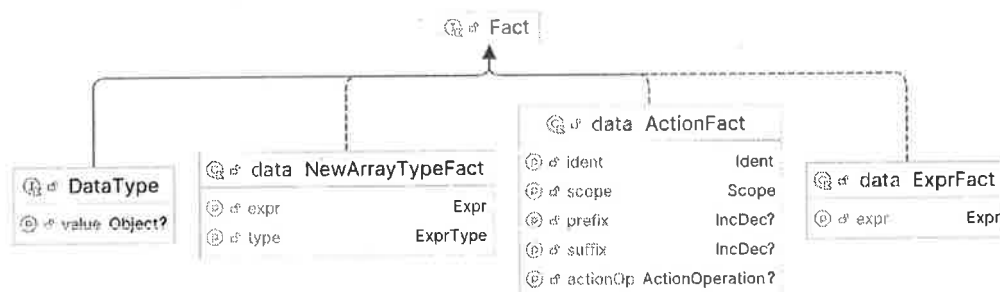 Fact
DataType
value Object?
data NewArrayTypeFact
expr Expr
type ExprType
data ActionFact
ident Ident
scope Scope
prefix IncDec?
suffix IncDec?
actionOp ActionOperation?
data ExprFact
expr Expr